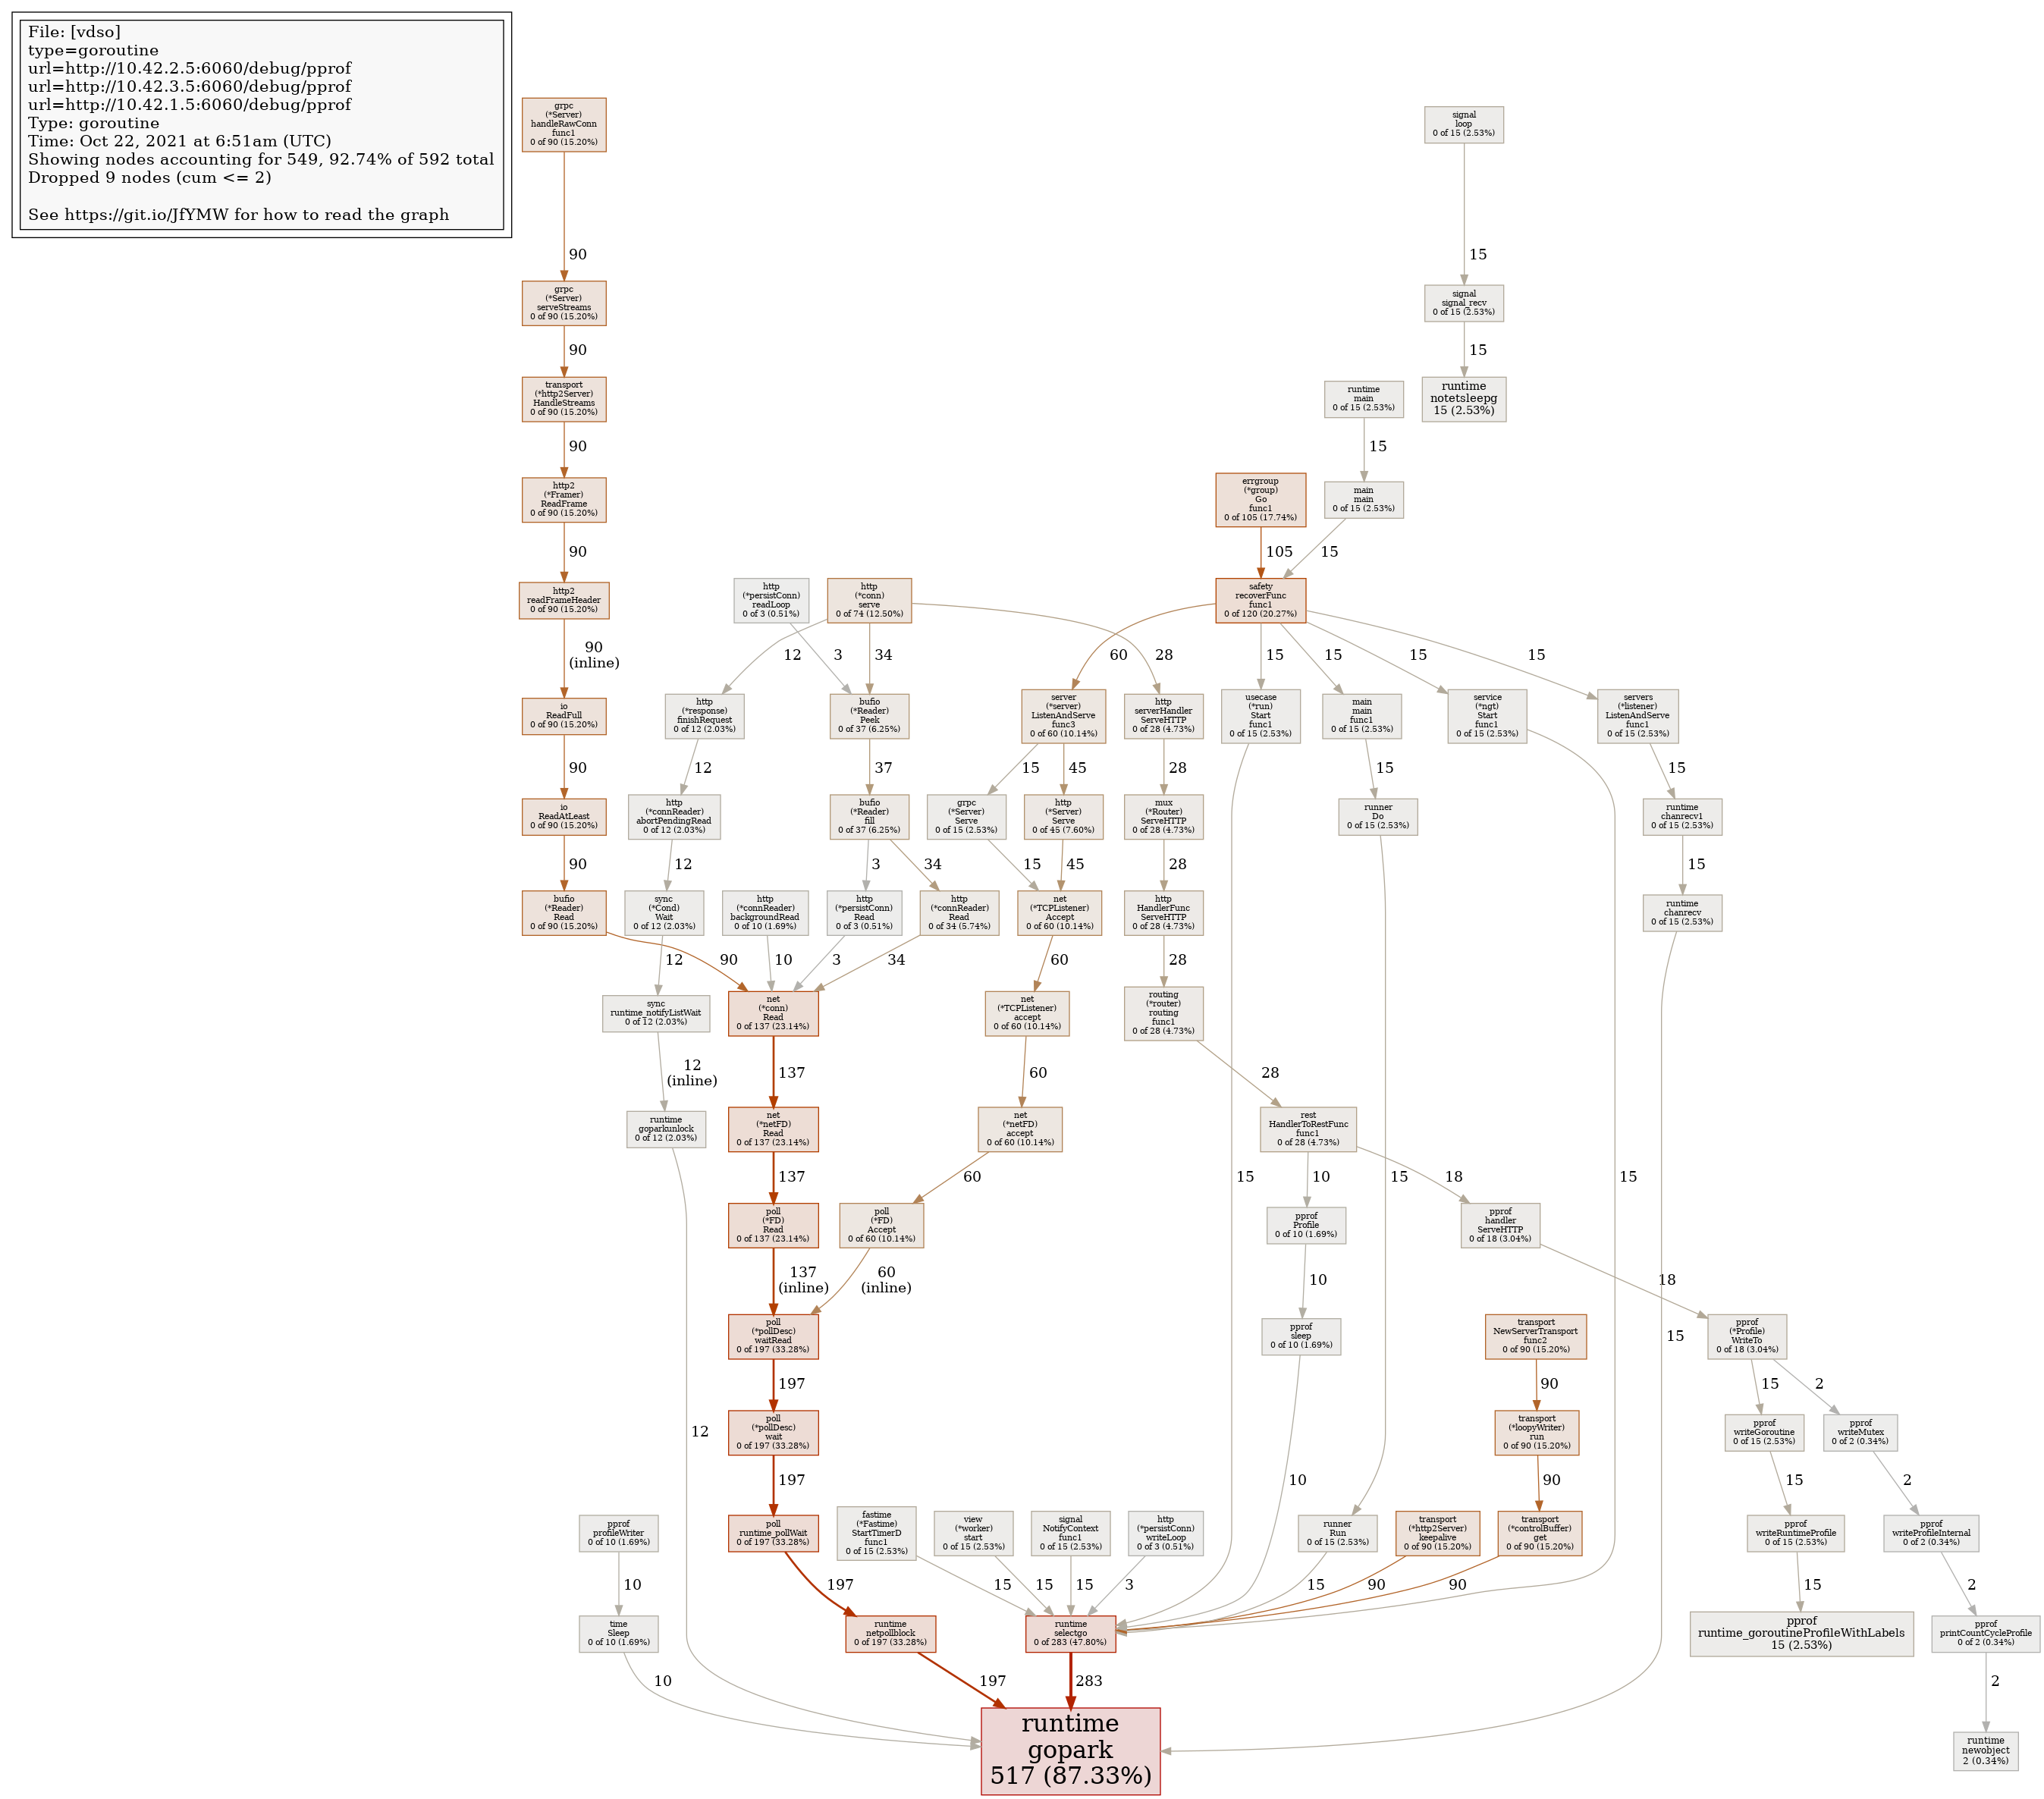 File: [vdso]
type=goroutine
url=http://10.42.2.5:6060/debug/pprof
url=http://10.42.3.5:6060/debug/pprof
url=http://10.42.1.5:6060/debug/pprof
Type: goroutine
Time: Oct 22, 2021 at 6:51am (UTC)
Showing nodes accounting for 549, 92.74% of 592 total
Dropped 9 nodes (cum <= 2)
See https://git.io/JfYMW for how to read the graph
grpc
(*Server)
handleRawConn
func1
0 of 90 (15.20%)
signal
loop
0 of 15 (2.53%)
90
15
grpc
(*Server)
serveStreams
0 of 90 (15.20%)
signal
signal_recv
0 of 15 (2.53%)
90
15
transport
(*http2Server)
HandleStreams
0 of 90 (15.20%)
runtime
main
0 of 15 (2.53%)
runtime
notetsleepg
15 (2.53%)
90
15
http2
(*Framer)
ReadFrame
0 of 90 (15.20%)
errgroup
(*group)
Go
func1
0 of 105 (17.74%)
main
main
0 of 15 (2.53%)
90
105
15
http2
readFrameHeader
0 of 90 (15.20%)
http
(*persistConn)
readLoop
0 of 3 (0.51%)
http
(*conn)
serve
0 of 74 (12.50%)
safety
recoverFunc
func1
0 of 120 (20.27%)
90
(inline)
12
3
34
60
28
15
15
15
15
io
ReadFull
0 of 90 (15.20%)
http
(*response)
finishRequest
0 of 12 (2.03%)
bufio
(*Reader)
Peek
0 of 37 (6.25%)
server
(*server)
ListenAndServe
func3
0 of 60 (10.14%)
http
serverHandler
ServeHTTP
0 of 28 (4.73%)
usecase
(*run)
Start
func1
0 of 15 (2.53%)
main
main
func1
0 of 15 (2.53%)
service
(*ngt)
Start
func1
0 of 15 (2.53%)
servers
(*listener)
ListenAndServe
func1
0 of 15 (2.53%)
90
12
37
15
45
28
15
15
io
ReadAtLeast
0 of 90 (15.20%)
http
(*connReader)
abortPendingRead
0 of 12 (2.03%)
bufio
(*Reader)
fill
0 of 37 (6.25%)
grpc
(*Server)
Serve
0 of 15 (2.53%)
http
(*Server)
Serve
0 of 45 (7.60%)
mux
(*Router)
ServeHTTP
0 of 28 (4.73%)
runner
Do
0 of 15 (2.53%)
runtime
chanrecv1
0 of 15 (2.53%)
90
12
3
34
15
45
28
15
bufio
(*Reader)
Read
0 of 90 (15.20%)
sync
(*Cond)
Wait
0 of 12 (2.03%)
http
(*connReader)
backgroundRead
0 of 10 (1.69%)
http
(*persistConn)
Read
0 of 3 (0.51%)
http
(*connReader)
Read
0 of 34 (5.74%)
net
(*TCPListener)
Accept
0 of 60 (10.14%)
http
HandlerFunc
ServeHTTP
0 of 28 (4.73%)
runtime
chanrecv
0 of 15 (2.53%)
12
90
10
3
34
60
28
sync
runtime_notifyListWait
0 of 12 (2.03%)
net
(*conn)
Read
0 of 137 (23.14%)
net
(*TCPListener)
accept
0 of 60 (10.14%)
routing
(*router)
routing
func1
0 of 28 (4.73%)
12
(inline)
137
60
28
runtime
goparkunlock
0 of 12 (2.03%)
net
(*netFD)
Read
0 of 137 (23.14%)
net
(*netFD)
accept
0 of 60 (10.14%)
rest
HandlerToRestFunc
func1
0 of 28 (4.73%)
137
60
15
10
15
18
15
poll
(*FD)
Read
0 of 137 (23.14%)
poll
(*FD)
Accept
0 of 60 (10.14%)
pprof
Profile
0 of 10 (1.69%)
pprof
handler
ServeHTTP
0 of 18 (3.04%)
137
(inline)
60
(inline)
10
18
poll
(*pollDesc)
waitRead
0 of 197 (33.28%)
pprof
sleep
0 of 10 (1.69%)
transport
NewServerTransport
func2
0 of 90 (15.20%)
15
pprof
(*Profile)
WriteTo
0 of 18 (3.04%)
197
90
15
2
12
poll
(*pollDesc)
wait
0 of 197 (33.28%)
transport
(*loopyWriter)
run
0 of 90 (15.20%)
pprof
writeGoroutine
0 of 15 (2.53%)
pprof
writeMutex
0 of 2 (0.34%)
197
10
90
15
2
pprof
profileWriter
0 of 10 (1.69%)
poll
runtime_pollWait
0 of 197 (33.28%)
fastime
(*Fastime)
StartTimerD
func1
0 of 15 (2.53%)
view
(*worker)
start
0 of 15 (2.53%)
signal
NotifyContext
func1
0 of 15 (2.53%)
http
(*persistConn)
writeLoop
0 of 3 (0.51%)
runner
Run
0 of 15 (2.53%)
transport
(*http2Server)
keepalive
0 of 90 (15.20%)
transport
(*controlBuffer)
get
0 of 90 (15.20%)
pprof
writeRuntimeProfile
0 of 15 (2.53%)
pprof
writeProfileInternal
0 of 2 (0.34%)
10
197
15
15
15
3
15
90
90
15
2
time
Sleep
0 of 10 (1.69%)
runtime
netpollblock
0 of 197 (33.28%)
runtime
selectgo
0 of 283 (47.80%)
pprof
runtime_goroutineProfileWithLabels
15 (2.53%)
pprof
printCountCycleProfile
0 of 2 (0.34%)
10
197
283
2
runtime
gopark
517 (87.33%)
runtime
newobject
2 (0.34%)